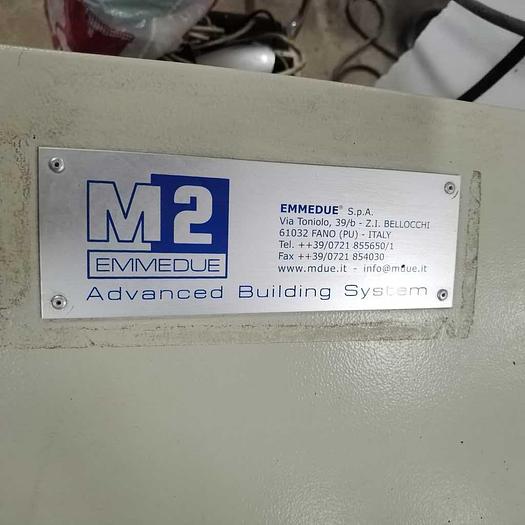 M2
EMMEDUE
EMMEDUE® S.p.A.
Via Toniolo, 39/b - Z.I. BELLOCCHI
61032 FANO (PU) - ITALY
Tel. ++39/0721 855650/1
Fax ++39/0721 854030
www.mdue.it - info@mdue.it
Advanced Building System